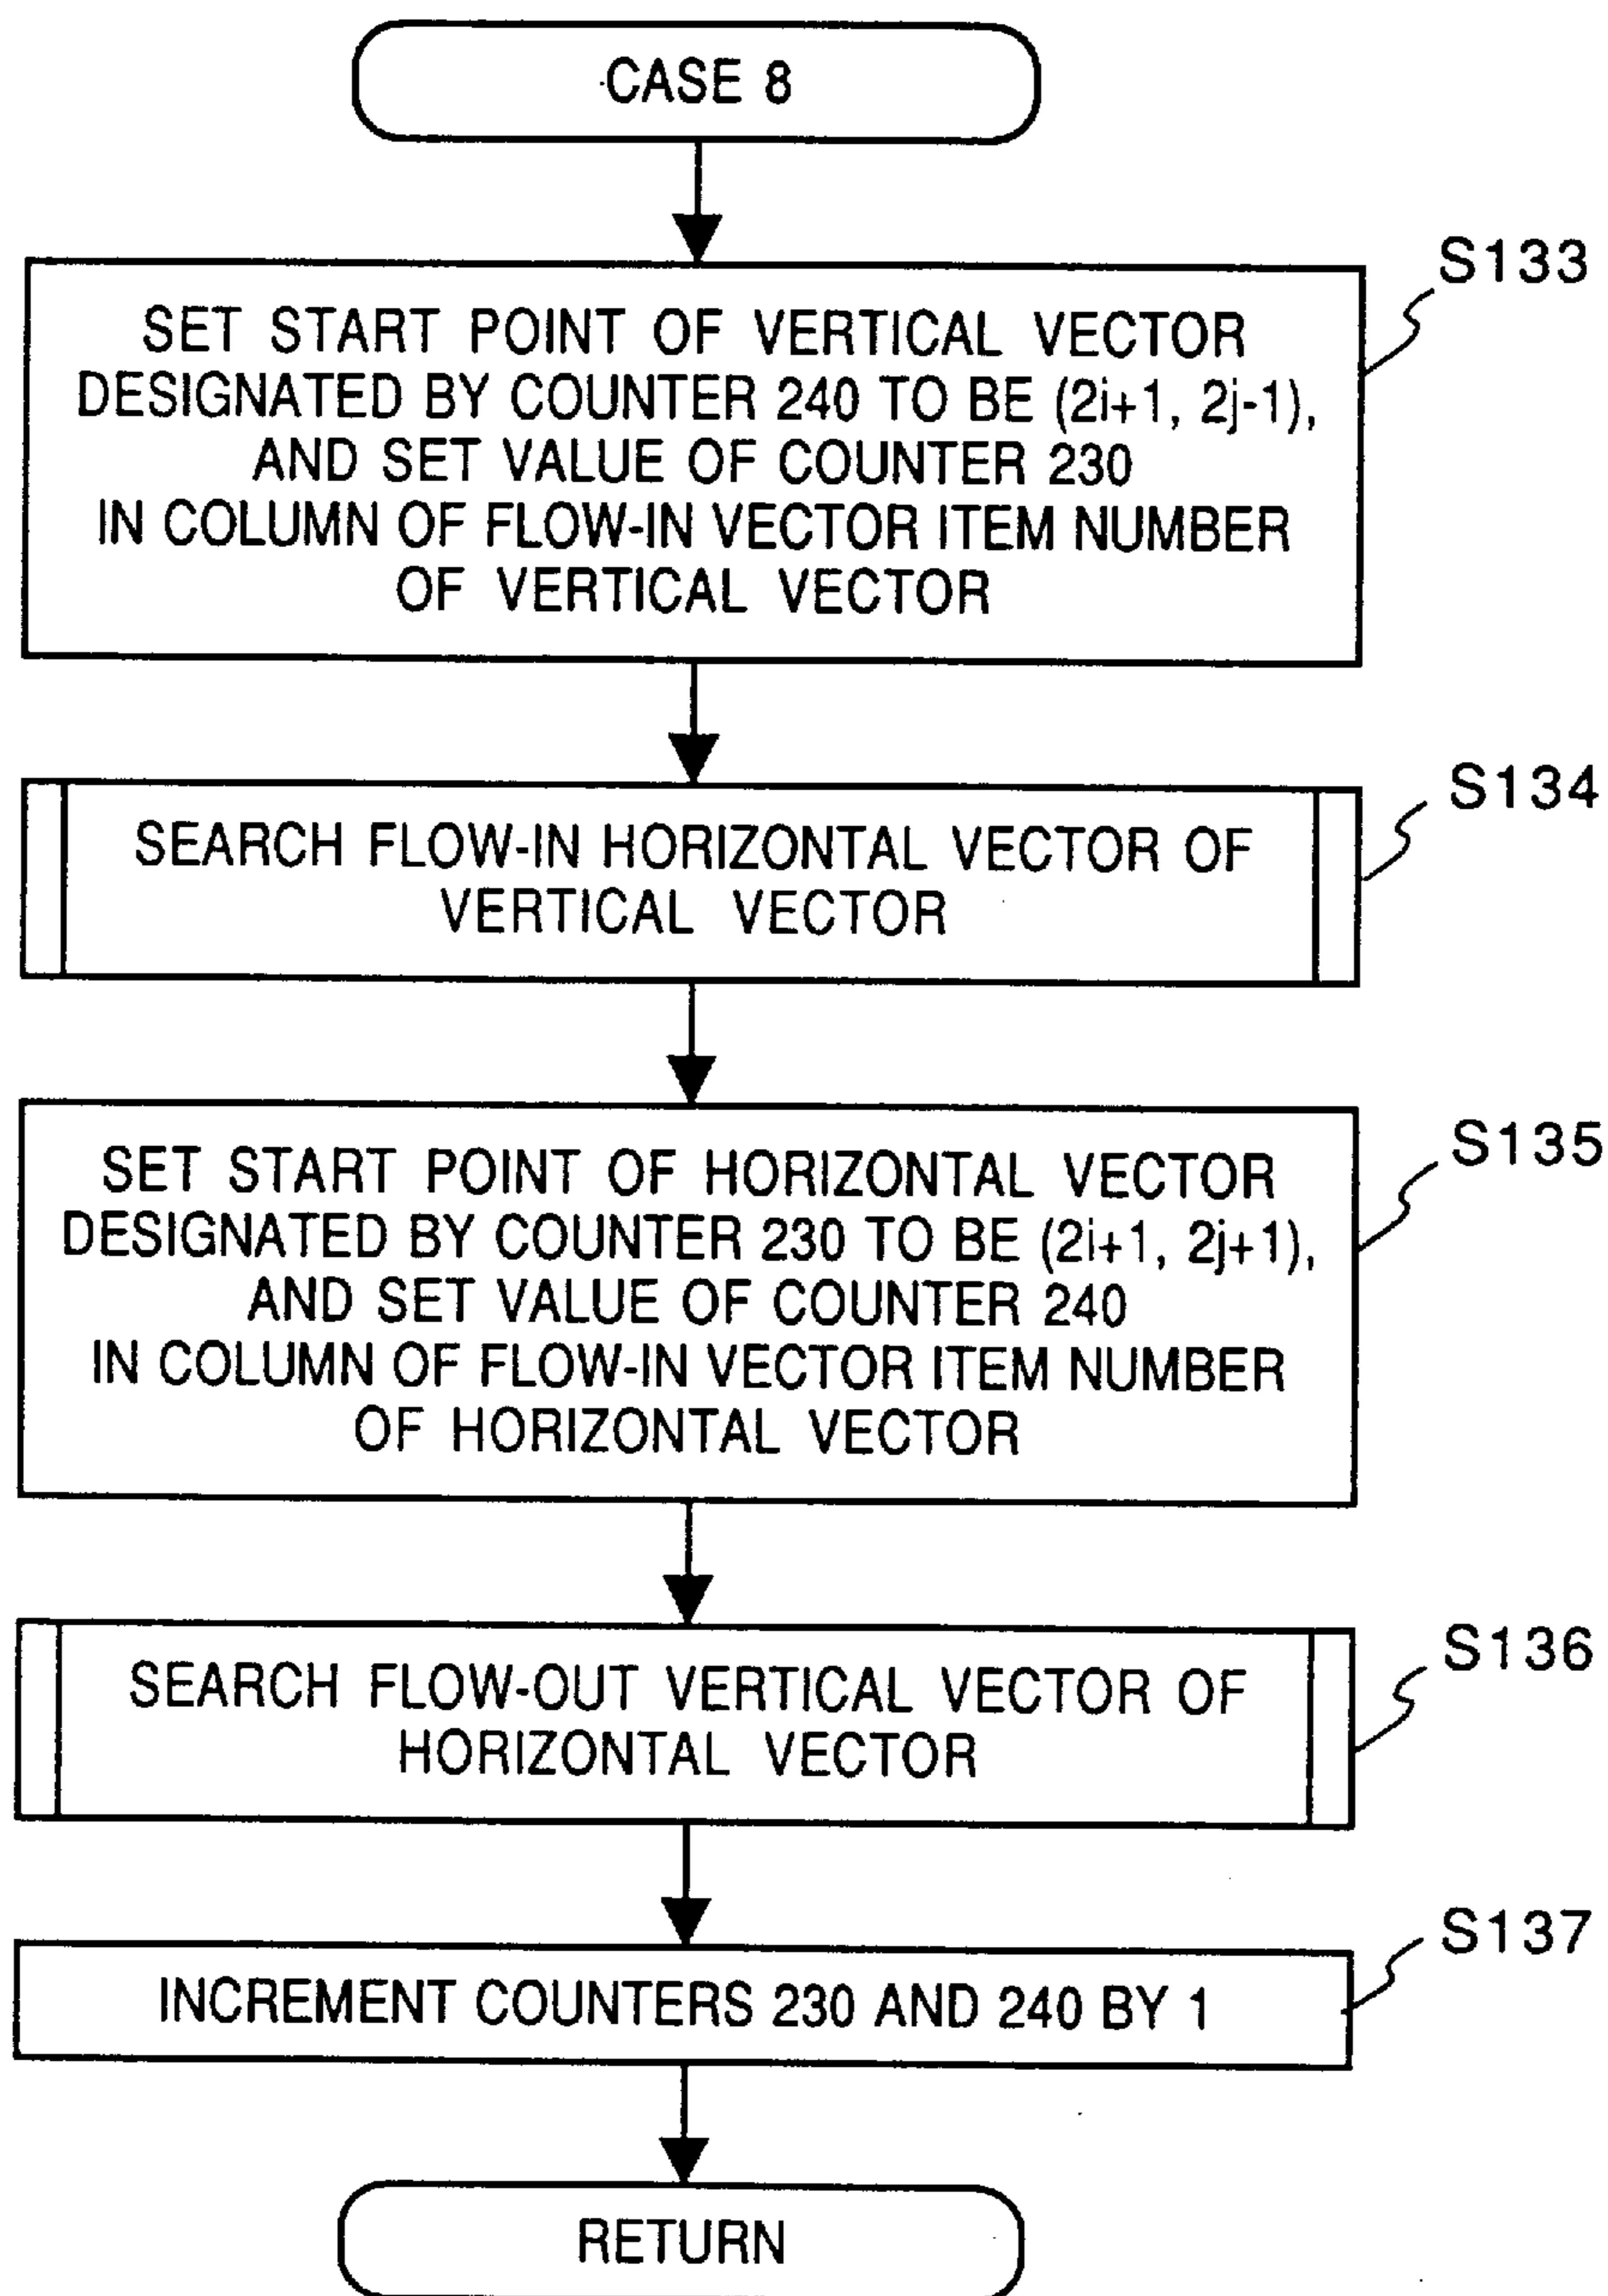 CASE 8
S133
SET START POINT OF VERTICAL VECTOR
DESIGNATED BY COUNTER 240 TO BE (2i+1, 2j-1),
AND SET VALUE OF COUNTER 230
IN COLUMN OF FLOW-IN VECTOR ITEM NUMBER
OF VERTICAL VECTOR
S134
SEARCH FLOW-IN HORIZONTAL VECTOR OF
VERTICAL VECTOR
S135
SET START POINT OF HORIZONTAL VECTOR
DESIGNATED BY COUNTER 230 TO BE (2i+1, 2j+1),
AND SET VALUE OF COUNTER 240
IN COLUMN OF FLOW-IN VECTOR ITEM NUMBER
OF HORIZONTAL VECTOR
S136
SEARCH FLOW-OUT VERTICAL VECTOR OF
HORIZONTAL VECTOR
S137
INCREMENT COUNTERS 230 AND 240 BY 1
RETURN